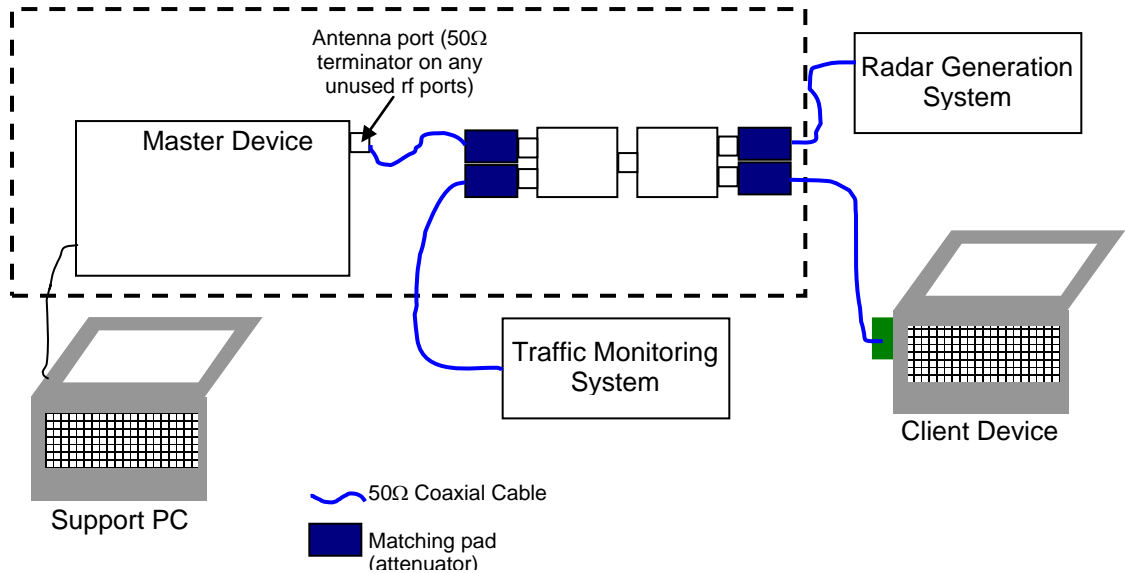 Antenna port (50Ω
terminator on any
unused rf ports)
Master Device
Radar Generation
System
Traffic Monitoring
System
Client Device
Support PC
50Ω Coaxial Cable
Matching pad
(attenuator)